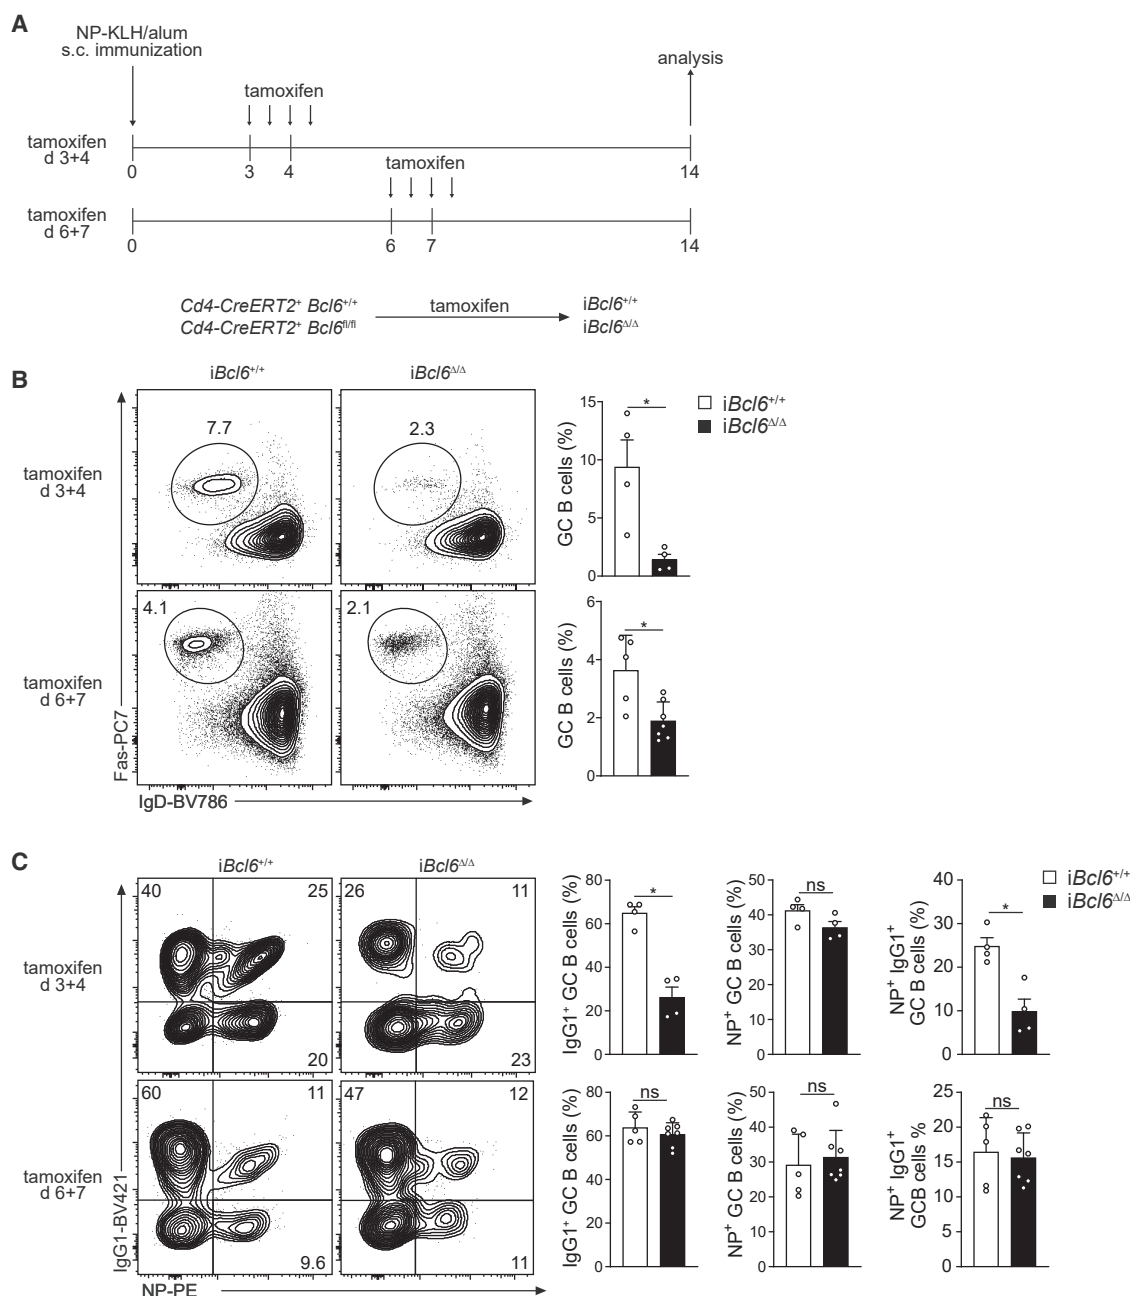 A
NP-KLH/alum
s.c. immunization
analysis
tamoxifen
tamoxifen
d 3+4
0
3
4
14
tamoxifen
tamoxifen
d 6+7
0
6
7
14
Cd4-CreERT2+ Bcl6+/+
Cd4-CreERT2+ Bcl6fl/fl
tamoxifen
iBcl6+/+
iBcl6Δ/Δ
B
iBcl6+/+
iBcl6Δ/Δ
tamoxifen
d 3+4
7.7
2.3
GC B cells (%)
15
10
5
0
*
iBcl6+/+
iBcl6Δ/Δ
tamoxifen
d 6+7
4.1
2.1
GC B cells (%)
6
4
2
0
*
Fas-PC7
IgD-BV786
C
iBcl6+/+
iBcl6Δ/Δ
tamoxifen
d 3+4
40
25
20
26
11
23
IgG1+ GC B cells (%)
80
60
40
20
0
*
NP+ GC B cells (%)
50
40
30
20
10
0
ns
NP+ IgG1+
GC B cells (%)
40
30
20
10
0
*
iBcl6+/+
iBcl6Δ/Δ
tamoxifen
d 6+7
60
11
9.6
47
12
11
IgG1+ GC B cells (%)
80
60
40
20
0
ns
NP+ GC B cells (%)
50
40
30
20
10
0
ns
NP+ IgG1+
GCB cells %
25
20
15
10
5
0
ns
IgG1-BV421
NP-PE